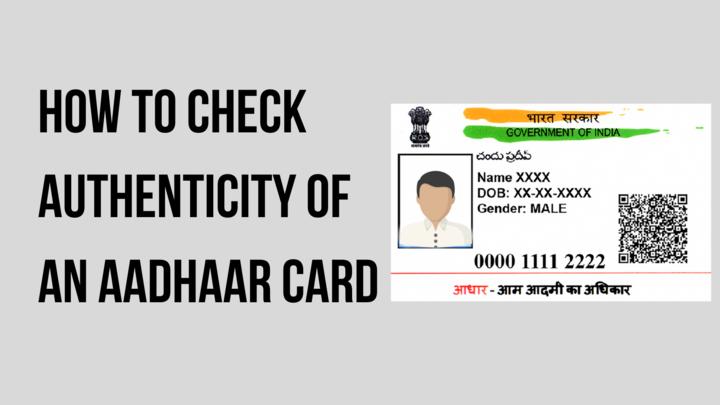 HOW TO CHECK
AUTHENTICITY OF
AN AADHAAR CARD
भारत सरकार
GOVERNMENT OF INDIA
చందు ప్రదీప్
Name XXXX
DOB: XX-XX-XXXX
Gender: MALE
0000 1111 2222
आधार - आम आदमी का अधिकार